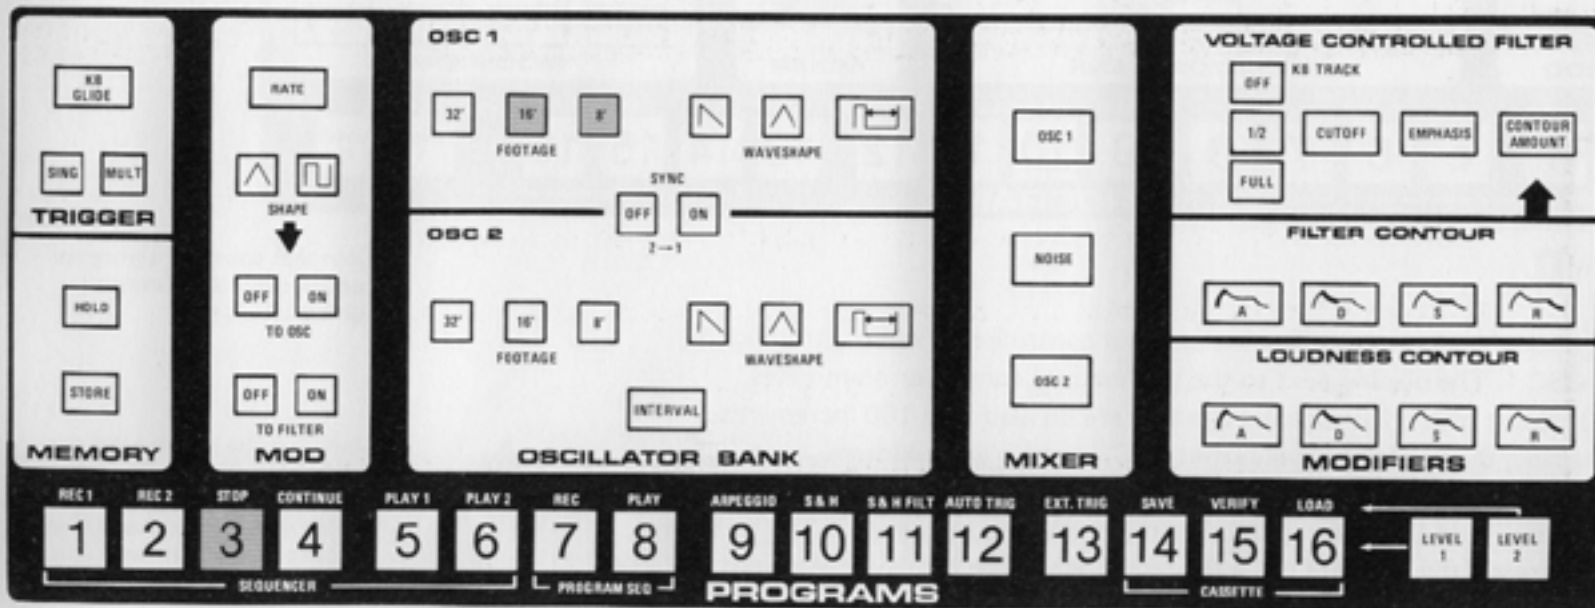 KB
GLIDE
SING MULT
TRIGGER
HOLD
STORE
MEMORY
RATE
SHAPE
OFF ON
TO OSC
OFF ON
TO FILTER
MOD
OSC 1
32' 16' 8'
FOOTAGE WAVESHAPE
SYNC
OFF ON
2→1
OSC 2
32' 16' 8'
FOOTAGE WAVESHAPE
INTERVAL
OSCILLATOR BANK
OSC 1
NOISE
OSC 2
MIXER
VOLTAGE CONTROLLED FILTER
KB TRACK
OFF
1/2
FULL
CUTOFF
EMPHASIS
CONTOUR
AMOUNT
FILTER CONTOUR
A D S R
LOUDNESS CONTOUR
A D S R
MODIFIERS
REC 1 REC 2 STOP CONTINUE PLAY 1 PLAY 2 REC PLAY ARPEGGIO S & H S & H FILT AUTO TRIG EXT. TRIG SAVE VERIFY LOAD
1 2 3 4 5 6 7 8 9 10 11 12 13 14 15 16
LEVEL
1
LEVEL
2
SEQUENCER PROGRAM SEQ PROGRAMS CASSETTE